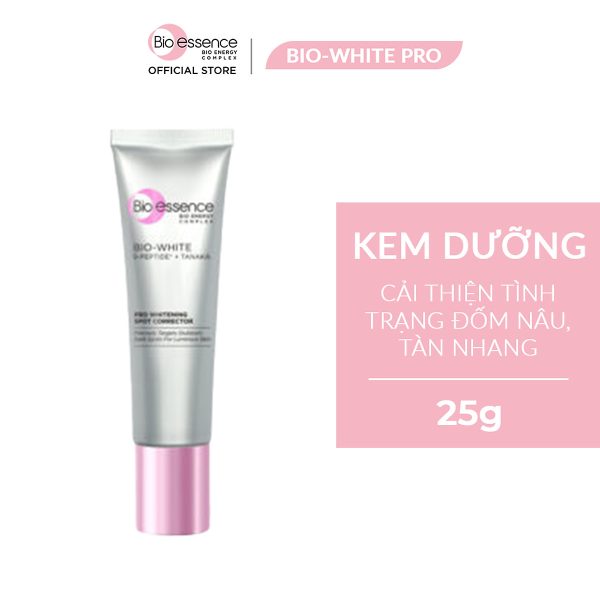 Bio essence
BIO ENERGY
COMPLEX
OFFICIAL STORE
BIO-WHITE PRO
Bio essence
BIO ENERGY
COMPLEX
BIO-WHITE
+ TANAKA
PRO WHITENING
SPOT CORRECTOR
KEM DƯỠNG
CẢI THIỆN TÌNH
TRẠNG ĐỐM NÂU,
TÀN NHANG
25g